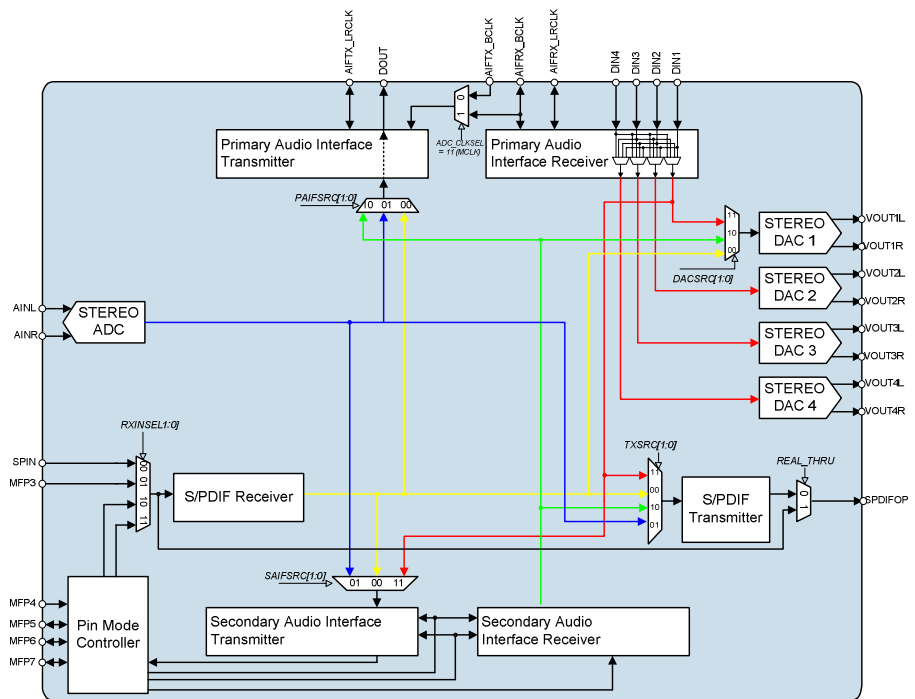 AIFTX_LRCLK
DOUT
AIFTX_BCLK
AIFRX_BCLK
AIFRX_LRCLK
DIN4
DIN3
DIN2
DIN1
0
1
Primary Audio Interface
Transmitter
ADC_CLKSEL
= 11 (MCLK)
Primary Audio
Interface Receiver
PAIFSRC[1:0]
10 01 00
11
10
00
DACSRC[1:0]
STEREO
DAC 1
VOUT1L
VOUT1R
STEREO
DAC 2
VOUT2L
VOUT2R
STEREO
DAC 3
VOUT3L
VOUT3R
STEREO
DAC 4
VOUT4L
VOUT4R
AINL
AINR
STEREO
ADC
RXINSEL1:0]
SPIN
MFP3
00
01
10
11
S/PDIF Receiver
TXSRC[1:0]
11
00
10
01
S/PDIF
Transmitter
REAL_THRU
0
1
SPDIFOP
SAIFSRC[1:0]
01 00 11
MFP4
MFP5
MFP6
MFP7
Pin Mode
Controller
Secondary Audio Interface
Transmitter
Secondary Audio
Interface Receiver